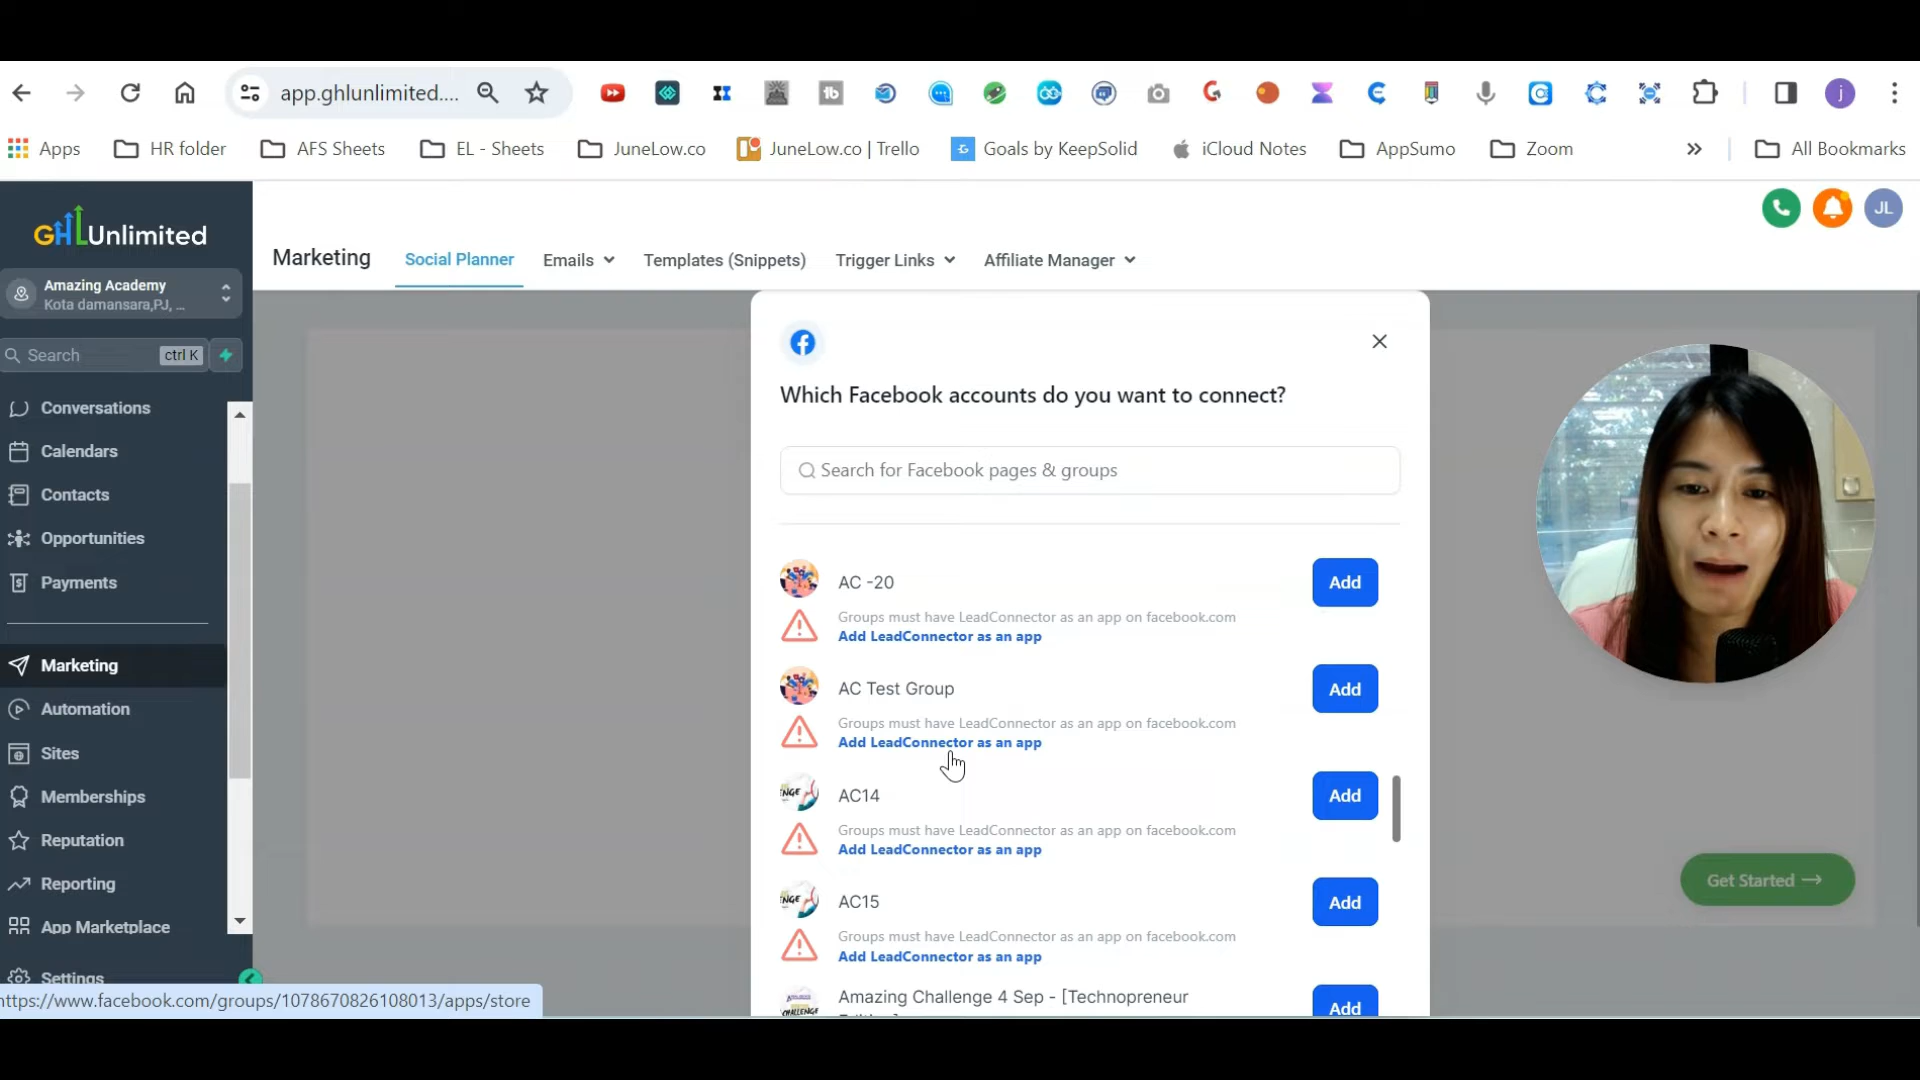 app.ghlunlimited....
j
Apps
HR folder
AFS Sheets
EL - Sheets
JuneLow.co
JuneLow.co | Trello
Goals by KeepSolid
iCloud Notes
AppSumo
Zoom
»
All Bookmarks
GHLUnlimited
Amazing Academy
Kota damansara,PJ, ...
Search
ctrl K
Conversations
Calendars
Contacts
Opportunities
Payments
Marketing
Automation
Sites
Memberships
Reputation
Reporting
App Marketplace
Settings
https://www.facebook.com/groups/1078670826108013/apps/store
Marketing
Social Planner
Emails
Templates (Snippets)
Trigger Links
Affiliate Manager
JL
Which Facebook accounts do you want to connect?
Search for Facebook pages & groups
AC -20
Add
Groups must have LeadConnector as an app on facebook.com
Add LeadConnector as an app
AC Test Group
Add
Groups must have LeadConnector as an app on facebook.com
Add LeadConnector as an app
AC14
Add
Groups must have LeadConnector as an app on facebook.com
Add LeadConnector as an app
AC15
Add
Groups must have LeadConnector as an app on facebook.com
Add LeadConnector as an app
Amazing Challenge 4 Sep - [Technopreneur
Add
Get Started →